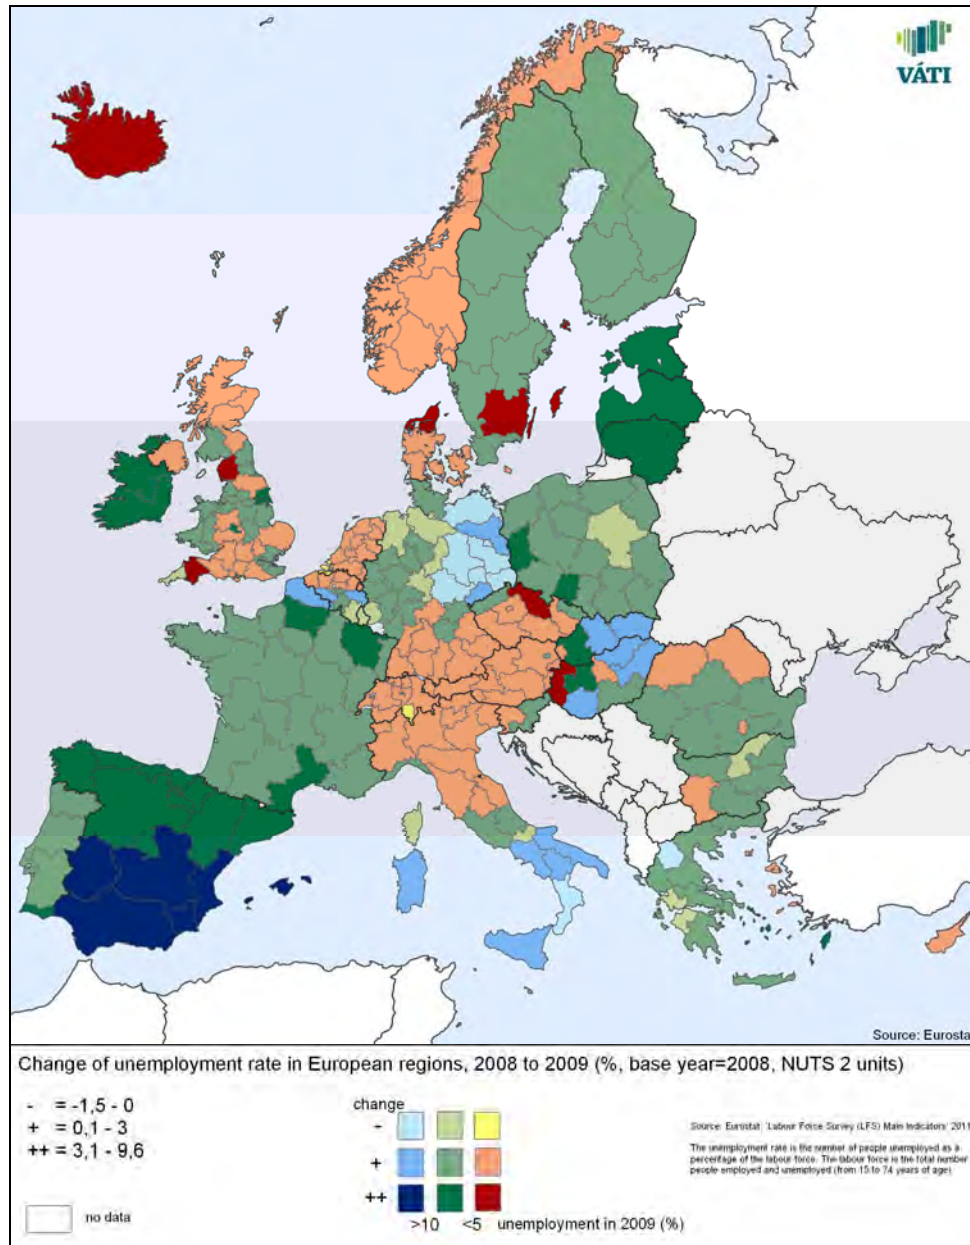 VÁTI
Source: Eurosta
Change of unemployment rate in European regions, 2008 to 2009 (%, base year=2008, NUTS 2 units)
- = -1,5 - 0
+ = 0,1 - 3
++ = 3,1 - 9,6
no data
change
-
+
++
>10 <5 unemployment in 2009 (%)
Source: Eurostat, Labour Force Survey (LFS) Main Indicators, 2011
The unemployment rate is the number of people unemployed as a
percentage of the labour force. The labour force is the total number
people employed and unemployed (from 15 to 74 years of age)